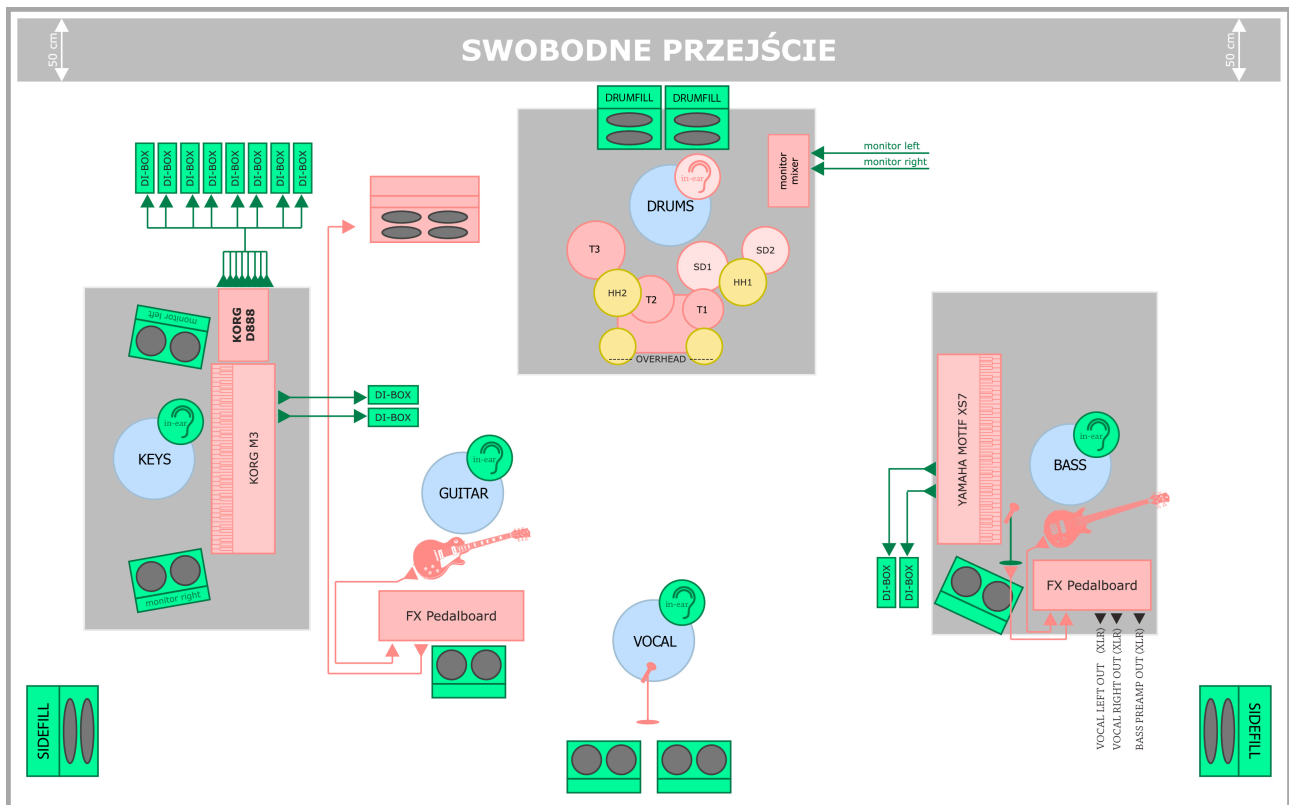 50 cm
SWOBODNE PRZEJŚCIE
50 cm
DRUMFILL
DRUMFILL
monitor left
monitor right
monitor
mixer
in-ear
DRUMS
DI-BOX
DI-BOX
DI-BOX
DI-BOX
DI-BOX
DI-BOX
DI-BOX
DI-BOX
T3
SD1
SD2
HH2
T2
HH1
T1
------ OVERHEAD ------
KORG
D888
monitor left
DI-BOX
DI-BOX
KORG M3
in-ear
KEYS
monitor right
in-ear
GUITAR
FX Pedalboard
in-ear
VOCAL
YAMAHA MOTIF XS7
in-ear
BASS
DI-BOX
DI-BOX
FX Pedalboard
VOCAL LEFT OUT (XLR)
VOCAL RIGHT OUT (XLR)
BASS PREAMP OUT (XLR)
SIDEFILL
SIDEFILL